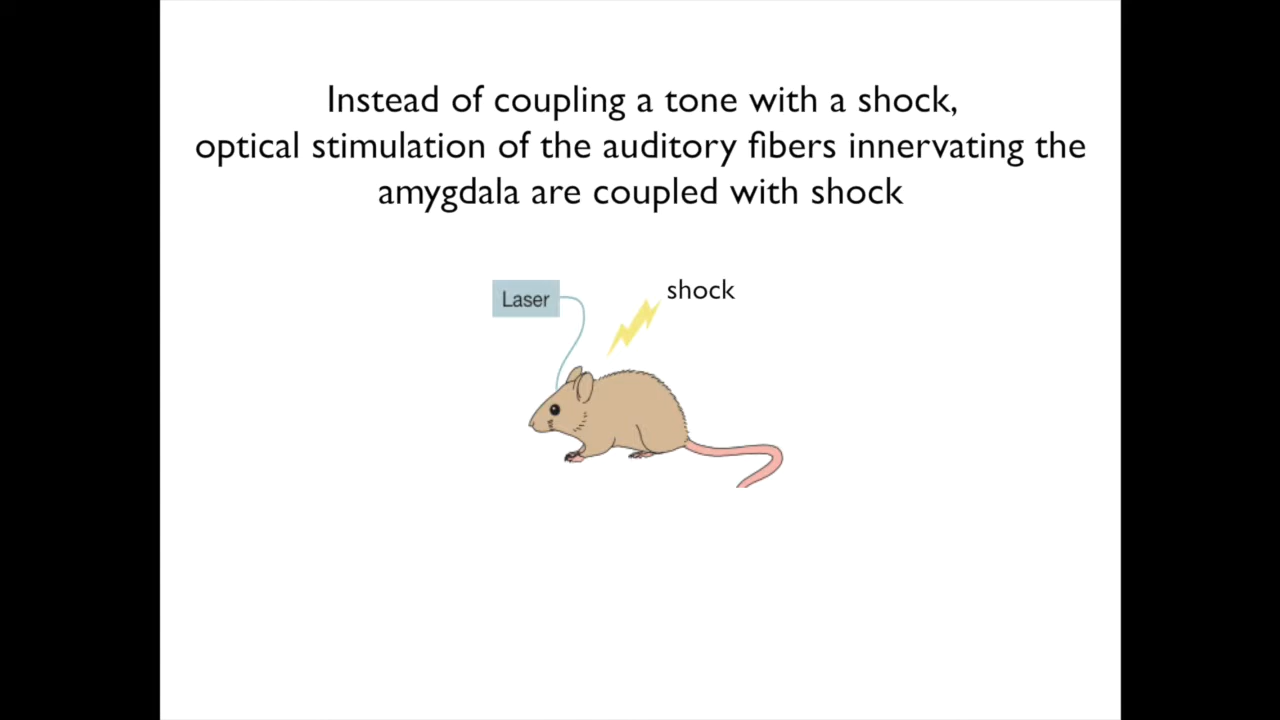 Instead of coupling a tone with a shock,
optical stimulation of the auditory fibers innervating the
amygdala are coupled with shock
shock
Laser